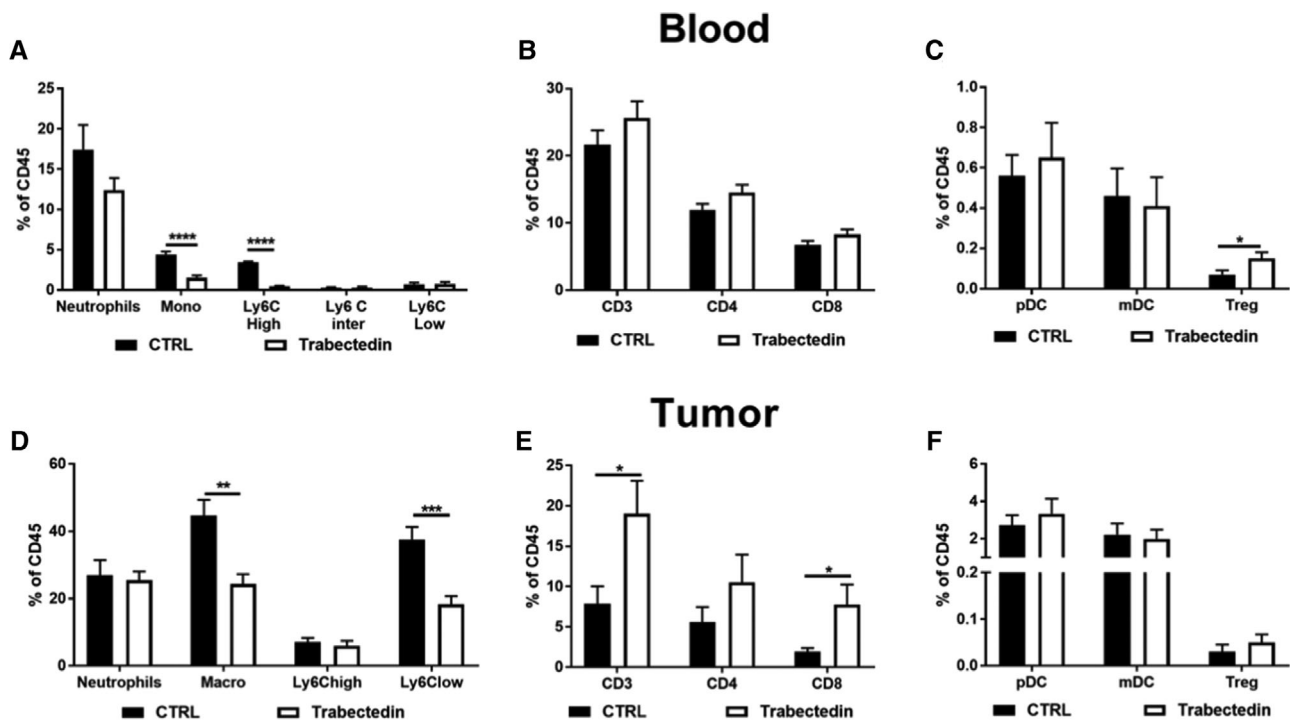 Blood
A
% of CD45
25
20
15
10
5
0
****
****
Neutrophils Mono Ly6C High Ly6 C inter Ly6C Low
CTRL Trabectedin
B
% of CD45
30
20
10
0
CD3 CD4 CD8
CTRL Trabectedin
C
% of CD45
1.0
0.8
0.6
0.4
0.2
0.0
*
pDC mDC Treg
CTRL Trabectedin
Tumor
D
% of CD45
60
40
20
0
**
***
Neutrophils Macro Ly6Chigh Ly6Clow
CTRL Trabectedin
E
% of CD45
25
20
15
10
5
0
*
*
CD3 CD4 CD8
CTRL Trabectedin
F
% of CD45
6
4
2
0.2
0.1
0.0
pDC mDC Treg
CTRL Trabectedin